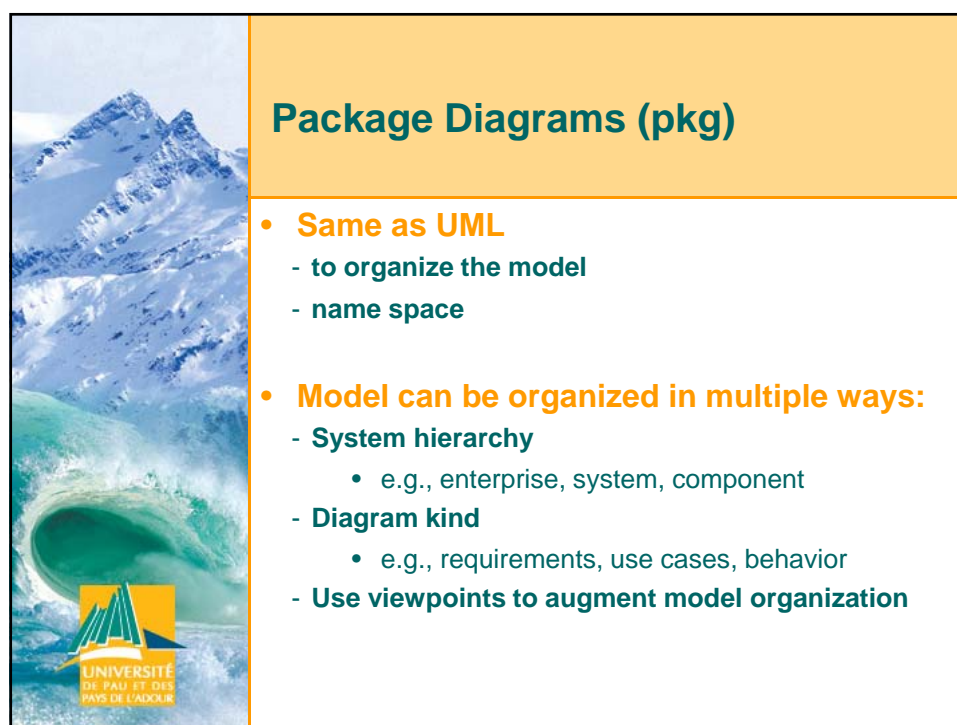 Package Diagrams (pkg)
• Same as UML
- to organize the model
- name space
• Model can be organized in multiple ways:
- System hierarchy
• e.g., enterprise, system, component
- Diagram kind
• e.g., requirements, use cases, behavior
- Use viewpoints to augment model organization
UNIVERSITÉ
DE PAU ET DES
PAYS DE L'ADOUR